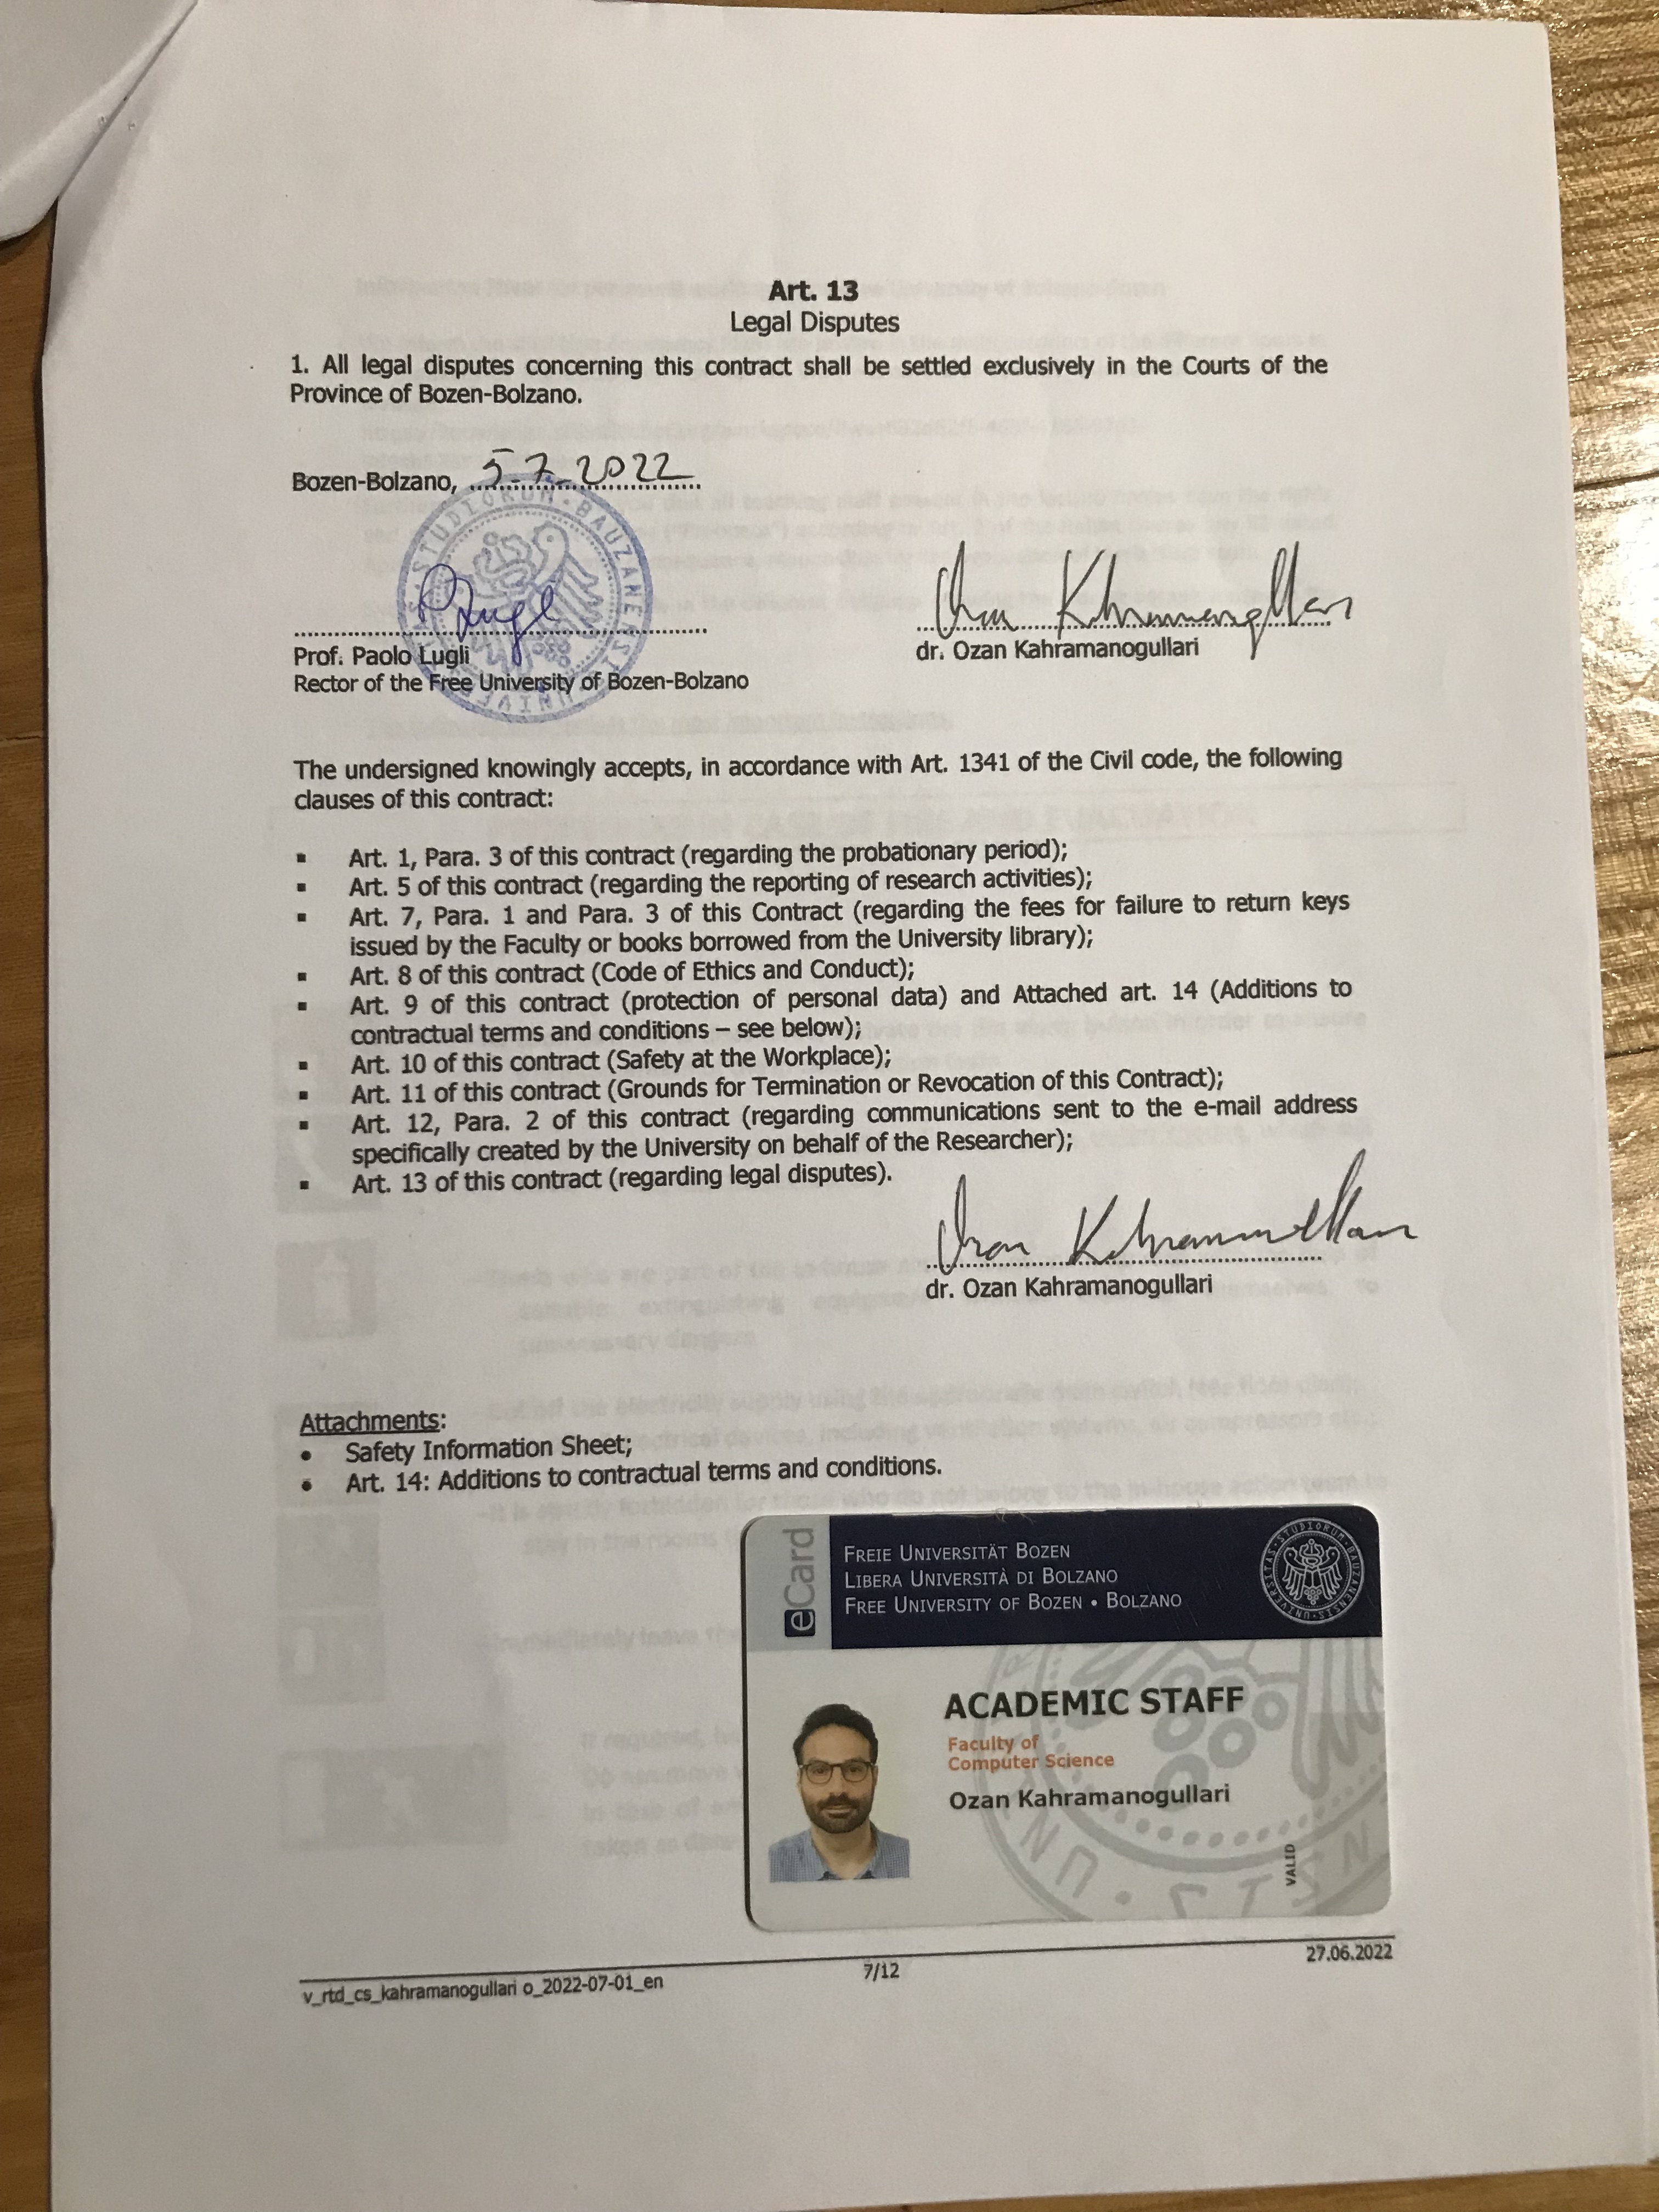 Art. 13
Legal Disputes
1. All legal disputes concerning this contract shall be settled exclusively in the Courts of the
Province of Bozen-Bolzano.
Bozen-Bolzano, 5.7.2022
STUDIORUM · BAUZANENSIS · UNIVERSITAS
Prof. Paolo Lugli
Rector of the Free University of Bozen-Bolzano
dr. Ozan Kahramanogullari
The undersigned knowingly accepts, in accordance with Art. 1341 of the Civil code, the following
clauses of this contract:
▪ Art. 1, Para. 3 of this contract (regarding the probationary period);
▪ Art. 5 of this contract (regarding the reporting of research activities);
▪ Art. 7, Para. 1 and Para. 3 of this Contract (regarding the fees for failure to return keys
issued by the Faculty or books borrowed from the University library);
▪ Art. 8 of this contract (Code of Ethics and Conduct);
▪ Art. 9 of this contract (protection of personal data) and Attached art. 14 (Additions to
contractual terms and conditions – see below);
▪ Art. 10 of this contract (Safety at the Workplace);
▪ Art. 11 of this contract (Grounds for Termination or Revocation of this Contract);
▪ Art. 12, Para. 2 of this contract (regarding communications sent to the e-mail address
specifically created by the University on behalf of the Researcher);
▪ Art. 13 of this contract (regarding legal disputes).
dr. Ozan Kahramanogullari
Attachments:
• Safety Information Sheet;
• Art. 14: Additions to contractual terms and conditions.
eCard
FREIE UNIVERSITÄT BOZEN
LIBERA UNIVERSITÀ DI BOLZANO
FREE UNIVERSITY OF BOZEN • BOLZANO
STUDIORUM · BAUZANENSIS · UNIVERSITAS
ACADEMIC STAFF
Faculty of
Computer Science
Ozan Kahramanogullari
VALID
v_rtd_cs_kahramanogullari o_2022-07-01_en
7/12
27.06.2022